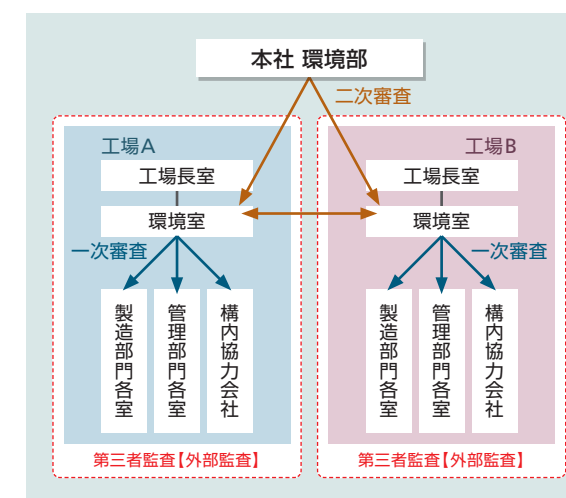 本社 環境部
二次審査
工場A
工場長室
環境室
一次審査
製造部門各室
管理部門各室
構内協力会社
第三者監査【外部監査】
工場B
工場長室
環境室
一次審査
製造部門各室
管理部門各室
構内協力会社
第三者監査【外部監査】